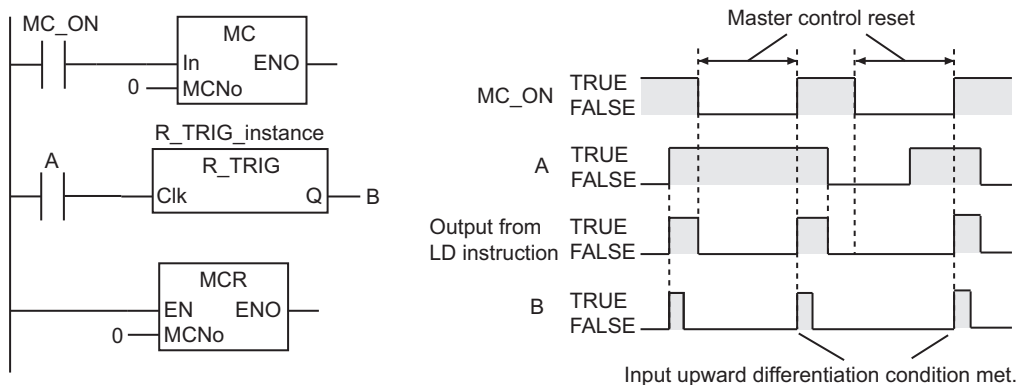 MC_ON
MC
In ENO
0 MCNo
R_TRIG_instance
A
R_TRIG
Clk Q B
MCR
EN ENO
0 MCNo
Master control reset
MC_ON TRUE
FALSE
A TRUE
FALSE
Output from TRUE
LD instruction FALSE
B TRUE
FALSE
Input upward differentiation condition met.